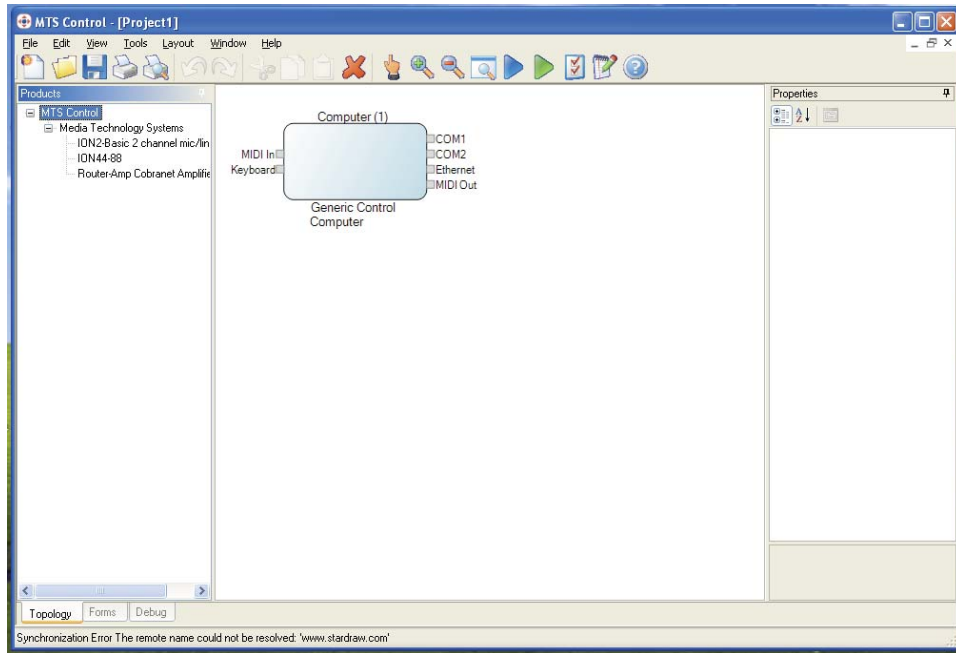 MTS Control - [Project1]
File Edit View Tools Layout Window Help
Products
MTS Control
Media Technology Systems
ION2-Basic 2 channel mic/lin
ION44-88
Router-Amp Cobranet Amplifie
Computer (1)
MIDI In
Keyboard
COM1
COM2
Ethernet
MIDI Out
Generic Control
Computer
Properties
Topology Forms Debug
Synchronization Error The remote name could not be resolved: 'www.stardraw.com'